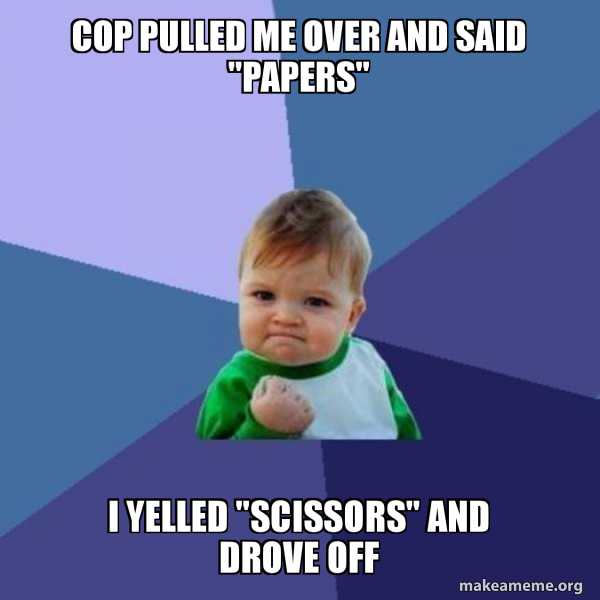 COP PULLED ME OVER AND SAID
"PAPERS"
I YELLED "SCISSORS" AND
DROVE OFF
makeameme.org